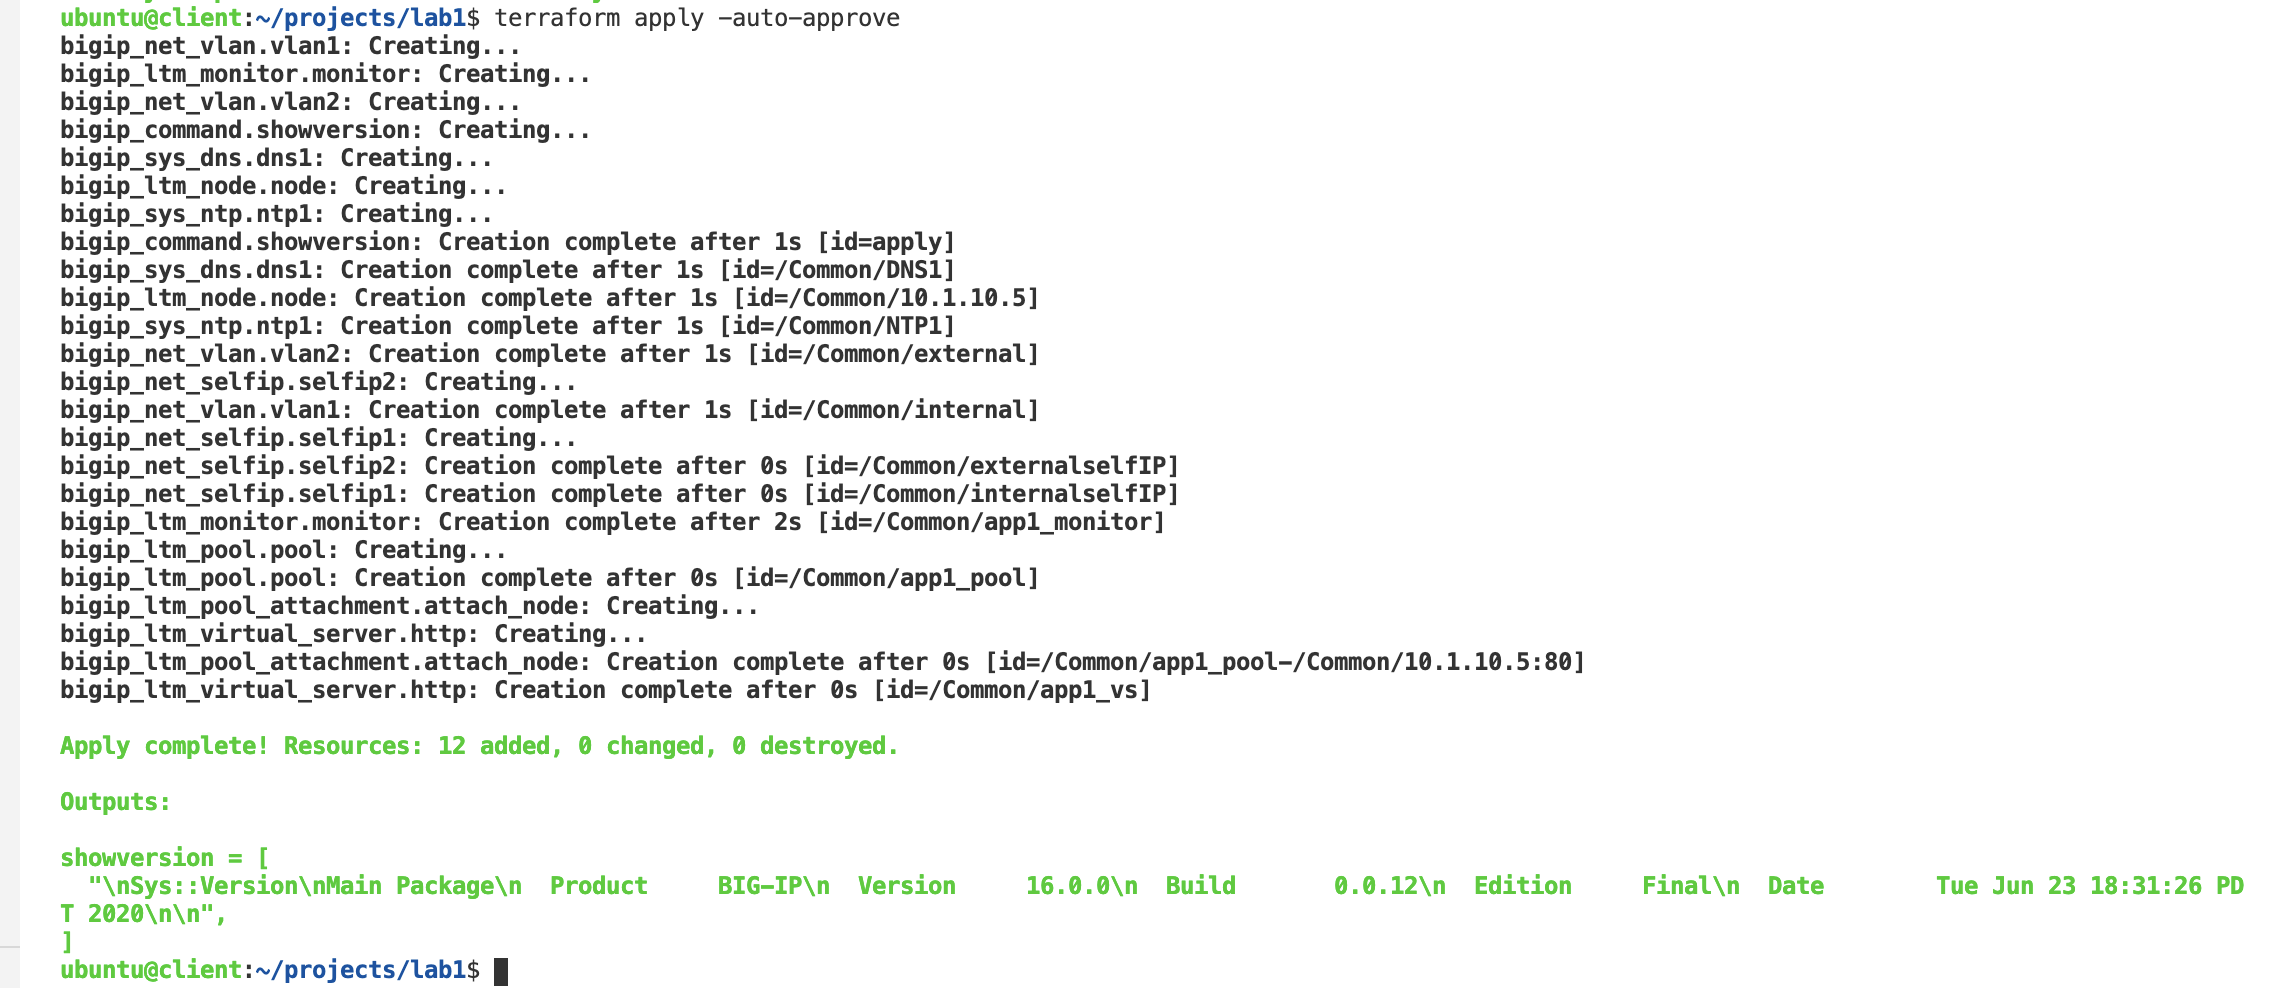 ubuntu@client:~/projects/lab1$ terraform apply -auto-approve
bigip_net_vlan.vlan1: Creating...
bigip_ltm_monitor.monitor: Creating...
bigip_net_vlan.vlan2: Creating...
bigip_command.showversion: Creating...
bigip_sys_dns.dns1: Creating...
bigip_ltm_node.node: Creating...
bigip_sys_ntp.ntp1: Creating...
bigip_command.showversion: Creation complete after 1s [id=apply]
bigip_sys_dns.dns1: Creation complete after 1s [id=/Common/DNS1]
bigip_ltm_node.node: Creation complete after 1s [id=/Common/10.1.10.5]
bigip_sys_ntp.ntp1: Creation complete after 1s [id=/Common/NTP1]
bigip_net_vlan.vlan2: Creation complete after 1s [id=/Common/external]
bigip_net_selfip.selfip2: Creating...
bigip_net_vlan.vlan1: Creation complete after 1s [id=/Common/internal]
bigip_net_selfip.selfip1: Creating...
bigip_net_selfip.selfip2: Creation complete after 0s [id=/Common/externalselfIP]
bigip_net_selfip.selfip1: Creation complete after 0s [id=/Common/internalselfIP]
bigip_ltm_monitor.monitor: Creation complete after 2s [id=/Common/app1_monitor]
bigip_ltm_pool.pool: Creating...
bigip_ltm_pool.pool: Creation complete after 0s [id=/Common/app1_pool]
bigip_ltm_pool_attachment.attach_node: Creating...
bigip_ltm_virtual_server.http: Creating...
bigip_ltm_pool_attachment.attach_node: Creation complete after 0s [id=/Common/app1_pool-/Common/10.1.10.5:80]
bigip_ltm_virtual_server.http: Creation complete after 0s [id=/Common/app1_vs]
Apply complete! Resources: 12 added, 0 changed, 0 destroyed.
Outputs:
showversion = [
  "\nSys::Version\nMain Package\n  Product     BIG-IP\n  Version     16.0.0\n  Build       0.0.12\n  Edition     Final\n  Date        Tue Jun 23 18:31:26 PD
T 2020\n\n",
]
ubuntu@client:~/projects/lab1$